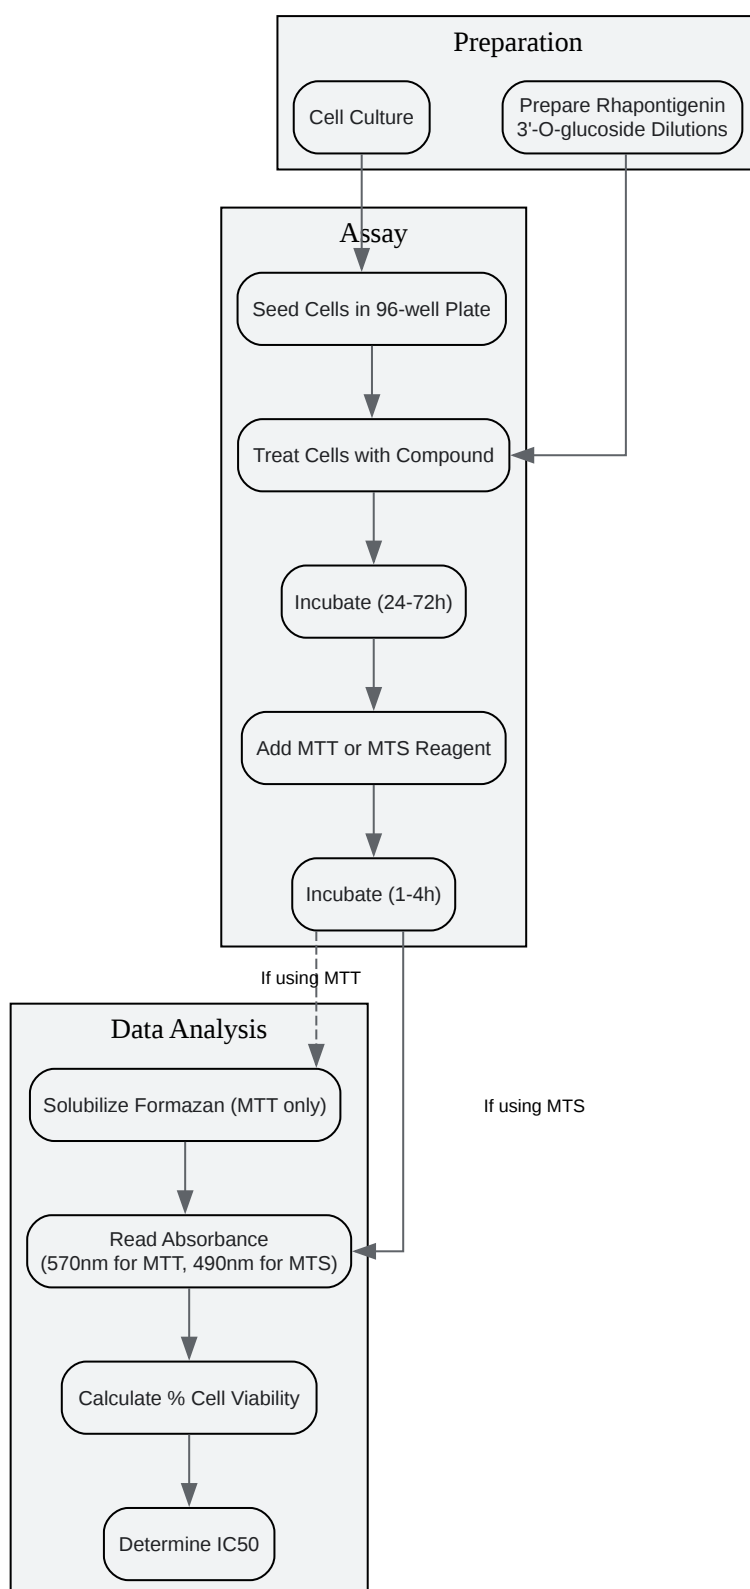 Preparation
Cell Culture
Prepare Rhapontigenin
3'-O-glucoside Dilutions
Assay
Seed Cells in 96-well Plate
Treat Cells with Compound
Incubate (24-72h)
Add MTT or MTS Reagent
Incubate (1-4h)
If using MTT
Data Analysis
Solubilize Formazan (MTT only)
If using MTS
Read Absorbance
(570nm for MTT, 490nm for MTS)
Calculate % Cell Viability
Determine IC50